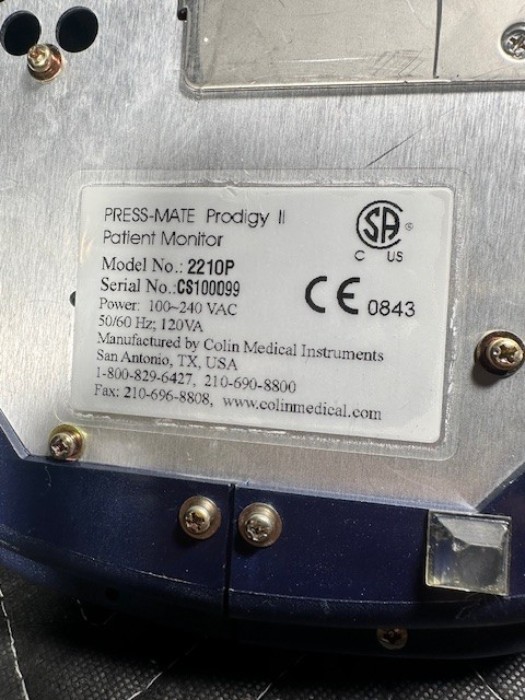 PRESS-MATE Prodigy II
Patient Monitor
Model No.: 2210P
Serial No.:CS100099
Power: 100~240 VAC
50/60 Hz; 120VA
Manufactured by Colin Medical Instruments
San Antonio, TX, USA
1-800-829-6427, 210-690-8800
Fax: 210-696-8808, www.colinmedical.com
SA ®
C US
CE 0843